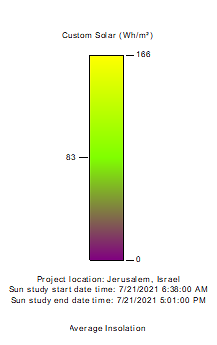 Custom Solar (Wh/m²)
166
83
0
Project location: Jerusalem, Israel
Sun study start date time: 7/21/2021 6:38:00 AM
Sun study end date time: 7/21/2021 5:01:00 PM
Average Insolation